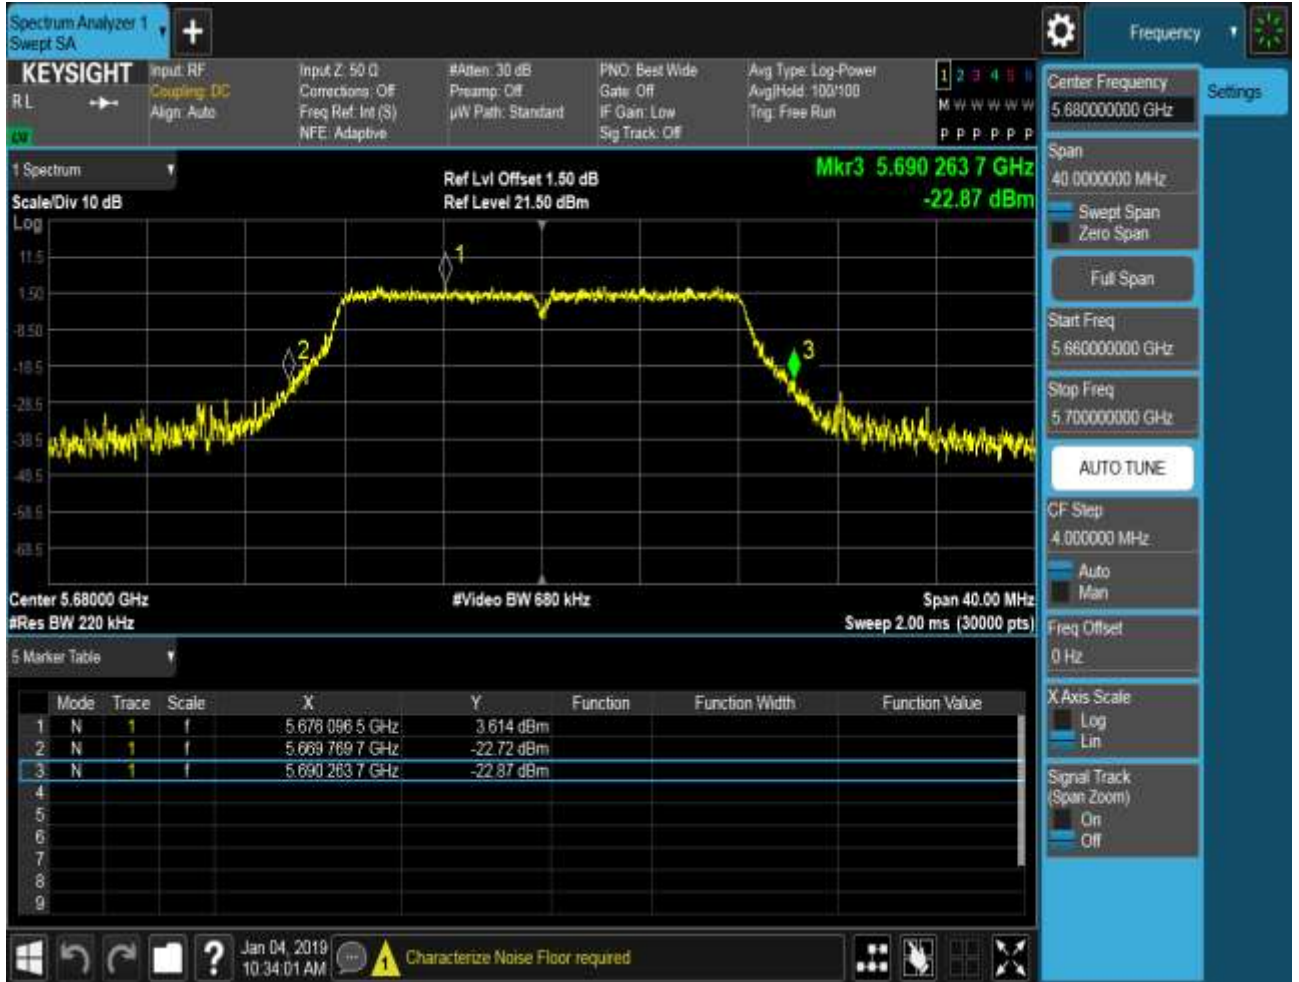 Spectrum Analyzer 1
Swept SA
Frequency
KEYSIGHT
R L
Input: RF
Coupling: DC
Align: Auto
Input Z: 50 Ω
Corrections: Off
Freq Ref: Int (S)
NFE: Adaptive
#Atten: 30 dB
Preamp: Off
µW Path: Standard
PNO: Best Wide
Gate: Off
IF Gain: Low
Sig Track: Off
Avg Type: Log-Power
Avg|Hold: 100/100
Trig: Free Run
1 2 3 4 5 6
M W W W W W
P P P P P P
1 Spectrum
Scale/Div 10 dB
Ref Lvl Offset 1.50 dB
Ref Level 21.50 dBm
Mkr3 5.690 263 7 GHz
-22.87 dBm
Log
11.5
1.50
-8.50
-18.5
-28.5
-38.5
-48.5
-58.5
-68.5
1
2
3
Center 5.68000 GHz
#Res BW 220 kHz
#Video BW 680 kHz
Span 40.00 MHz
Sweep 2.00 ms (30000 pts)
5 Marker Table
Mode Trace Scale X Y Function Function Width Function Value
1 N 1 f 5.676 096 5 GHz 3.614 dBm
2 N 1 f 5.669 769 7 GHz -22.72 dBm
3 N 1 f 5.690 263 7 GHz -22.87 dBm
4
5
6
7
8
9
Jan 04, 2019
10:34:01 AM
?
1
Characterize Noise Floor required
Center Frequency
5.680000000 GHz
Settings
Span
40.0000000 MHz
Swept Span
Zero Span
Full Span
Start Freq
5.660000000 GHz
Stop Freq
5.700000000 GHz
AUTO TUNE
CF Step
4.000000 MHz
Auto
Man
Freq Offset
0 Hz
X Axis Scale
Log
Lin
Signal Track
(Span Zoom)
On
Off